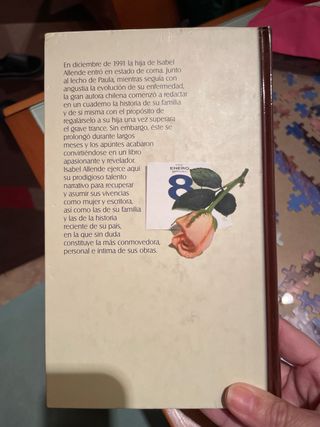 En diciembre de 1991 la hija de Isabel
Allende entró en estado de coma. Junto
al lecho de Paula, mientras seguía con
angustia la evolución de su enfermedad,
la gran autora chilena comenzó a redactar
en un cuaderno la historia de su familia
y de sí misma con el propósito de
regalárselo a su hija una vez superara
el grave trance. Sin embargo, éste se
prolongó durante largos
meses y los apuntes acabaron
convirtiéndose en un libro
apasionante y revelador.
Isabel Allende ejerce aquí
su prodigioso talento
narrativo para recuperar
y asumir sus vivencias
como mujer y escritora,
así como las de su familia
y las de la historia
reciente de su país,
en la que sin duda
constituye la más conmovedora,
personal e íntima de sus obras.
ENERO
8